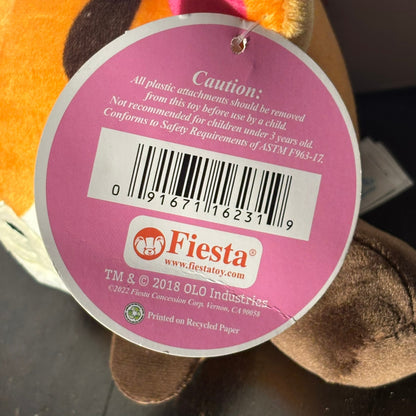 Caution:
All plastic attachments should be removed
from this toy before use by a child.
Not recommended for children under 3 years old.
Conforms to Safety Requirements of ASTM F963-17.
0 91671 16231 9
Fiesta®
www.fiestatoy.com
TM & © 2018 OLO Industries
©2022 Fiesta Concession Corp. Vernon, CA 90058
Printed on Recycled Paper